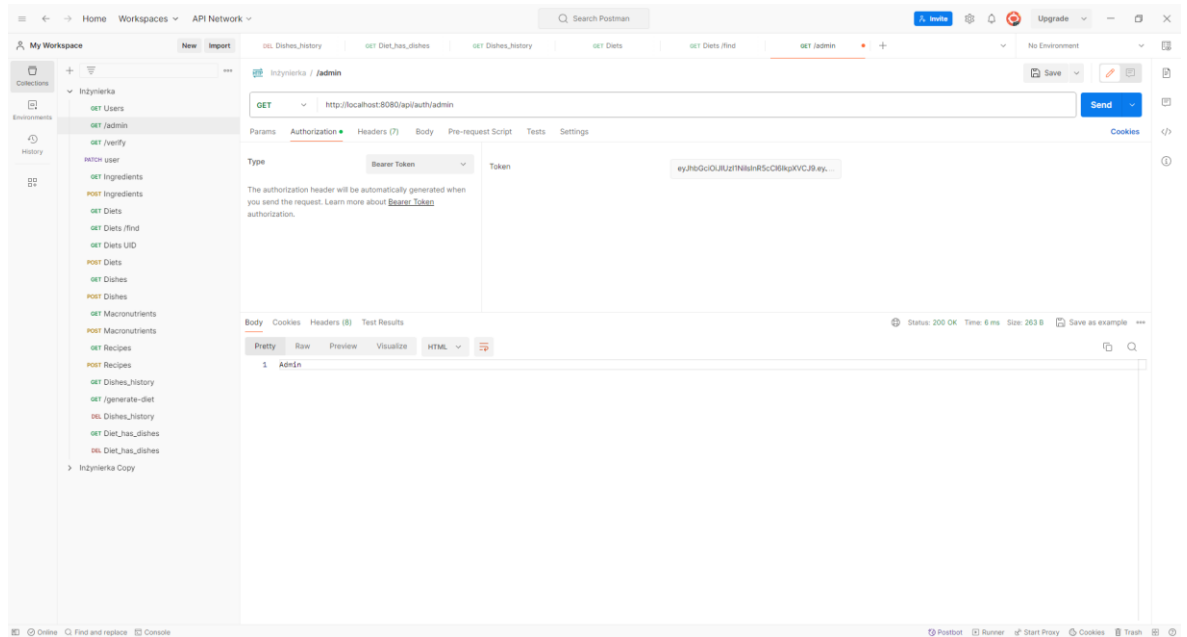 Home Workspaces API Network Search Postman Invite Upgrade
My Workspace New Import DEL Dishes_history GET Diet_has_dishes GET Dishes_history GET Diets GET Diets /find GET /admin No Environment
Collections
Environments
History
Inżynierka
GET Users
GET /admin
GET /verify
PATCH user
GET Ingredients
POST Ingredients
GET Diets
GET Diets /find
GET Diets UID
POST Diets
GET Dishes
POST Dishes
GET Macronutrients
POST Macronutrients
GET Recipes
POST Recipes
GET Dishes_history
GET /generate-diet
DEL Dishes_history
GET Diet_has_dishes
DEL Diet_has_dishes
Inżynierka Copy
Inżynierka / /admin Save
GET http://localhost:8080/api/auth/admin Send
Params Authorization Headers (7) Body Pre-request Script Tests Settings Cookies
Type Bearer Token
The authorization header will be automatically generated when
you send the request. Learn more about Bearer Token
authorization.
Token
Body Cookies Headers (8) Test Results Status: 200 OK Time: 6 ms Size: 263 B Save as example
Pretty Raw Preview Visualize HTML
1 Admin
Online Find and replace Console Postbot Runner Start Proxy Cookies Trash